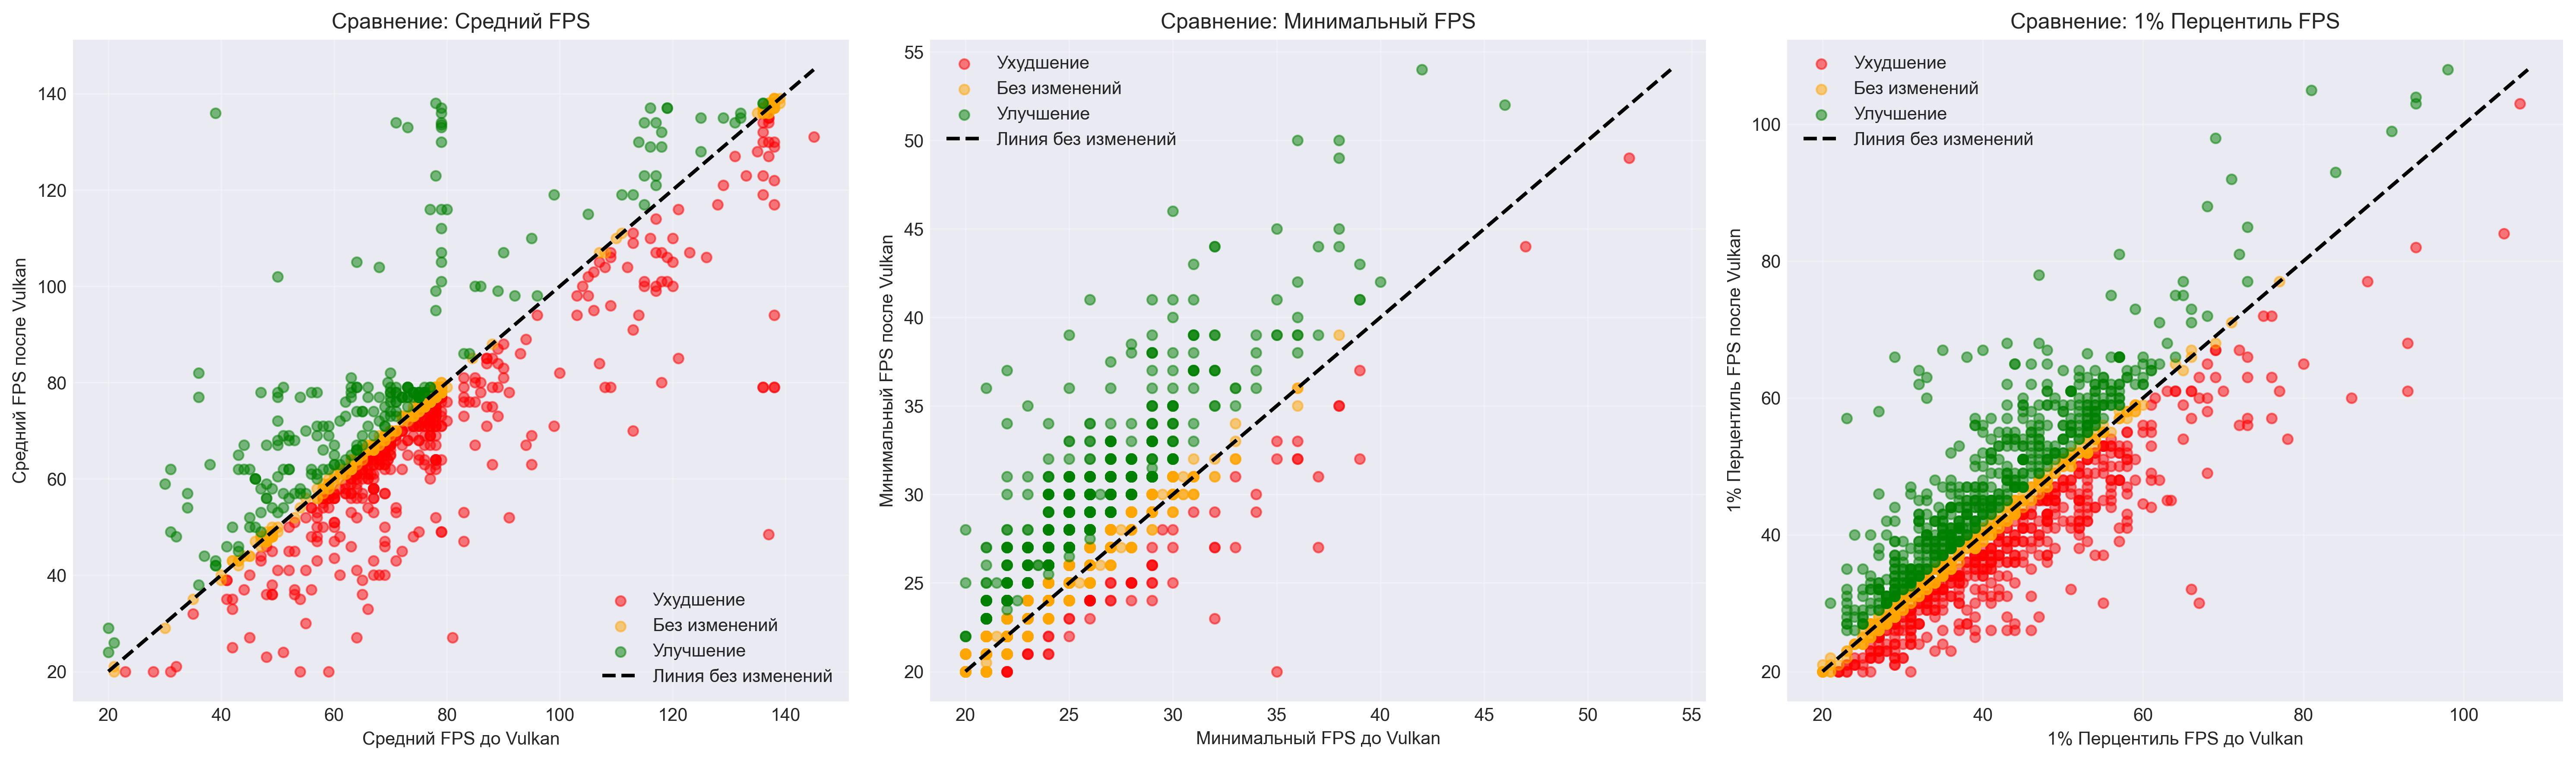 Сравнение: Средний FPS
Средний FPS после Vulkan
140
120
100
80
60
40
20
Ухудшение
Без изменений
Улучшение
Линия без изменений
20 40 60 80 100 120 140
Средний FPS до Vulkan
Сравнение: Минимальный FPS
Минимальный FPS после Vulkan
55
50
45
40
35
30
25
20
Ухудшение
Без изменений
Улучшение
Линия без изменений
20 25 30 35 40 45 50 55
Минимальный FPS до Vulkan
Сравнение: 1% Перцентиль FPS
1% Перцентиль FPS после Vulkan
100
80
60
40
20
Ухудшение
Без изменений
Улучшение
Линия без изменений
20 40 60 80 100
1% Перцентиль FPS до Vulkan